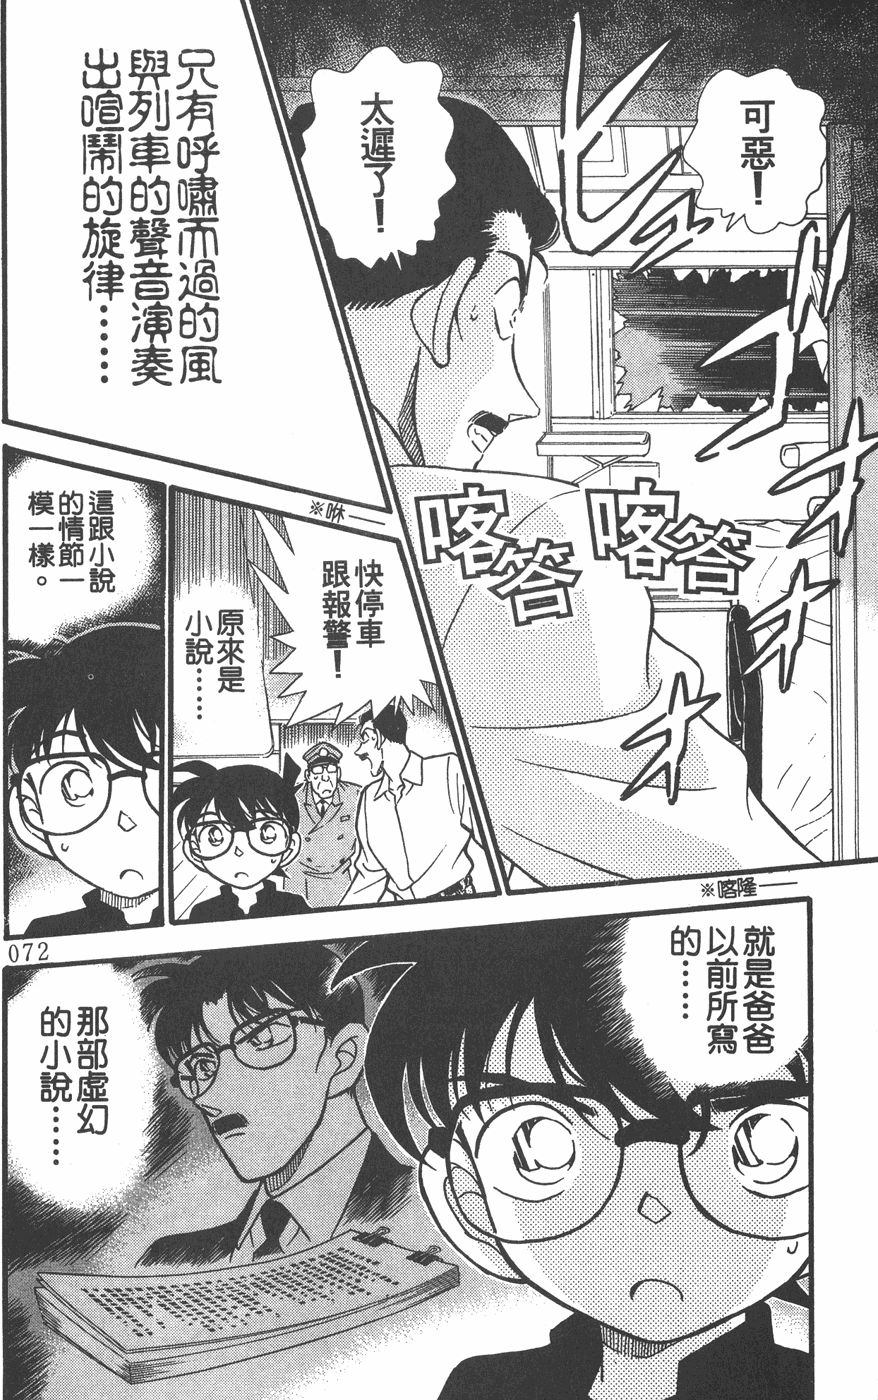 可惡！
太遲了！
只有呼嘯而過的風
與列車的聲音演奏
出喧鬧的旋律……
喀答
喀答
※咻——
※喀隆——
快停車
跟報警！
原來是
小說……
這跟小說
的情節一
模一樣。
072
就是爸爸
以前所寫
的……
那部虛幻
的小說……